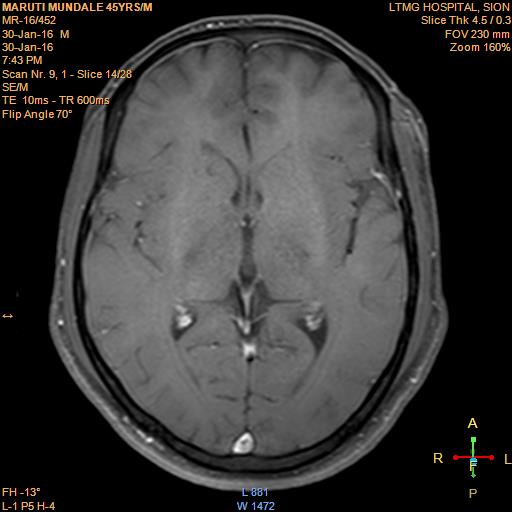 MARUTI MUNDALE 45YRS/M
MR-16/452
30-Jan-16 M
30-Jan-16
7:43 PM
Scan Nr. 9, 1 - Slice 14/28
SE/M
TE 10ms - TR 600ms
Flip Angle 70°
LTMG HOSPITAL, SION
Slice Thk 4.5 / 0.3
FOV 230 mm
Zoom 160%
A
R
L
F
P
FH -13°
L-1 P5 H-4
L 881
W 1472